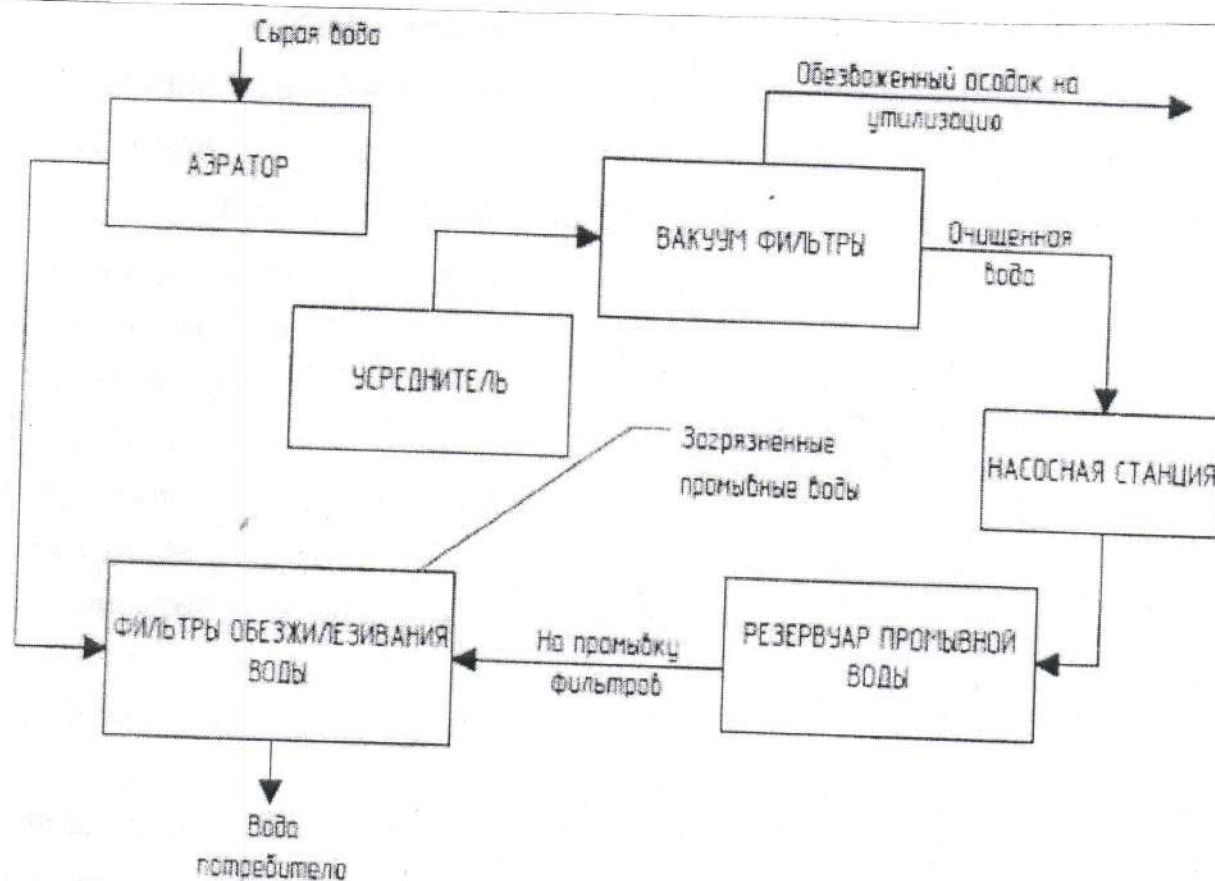 Сырая вода
Обезвоженный осадок на
утилизацию
АЭРАТОР
ВАКУУМ ФИЛЬТРЫ
Очищенная
вода
УСРЕДНИТЕЛЬ
Загрязненные
промывные воды
НАСОСНАЯ СТАНЦИЯ
ФИЛЬТРЫ ОБЕЗЖИЛЕЗИВАНИЯ
ВОДЫ
На промывку
фильтров
РЕЗЕРВУАР ПРОМЫВНОЙ
ВОДЫ
Вода
потребителю